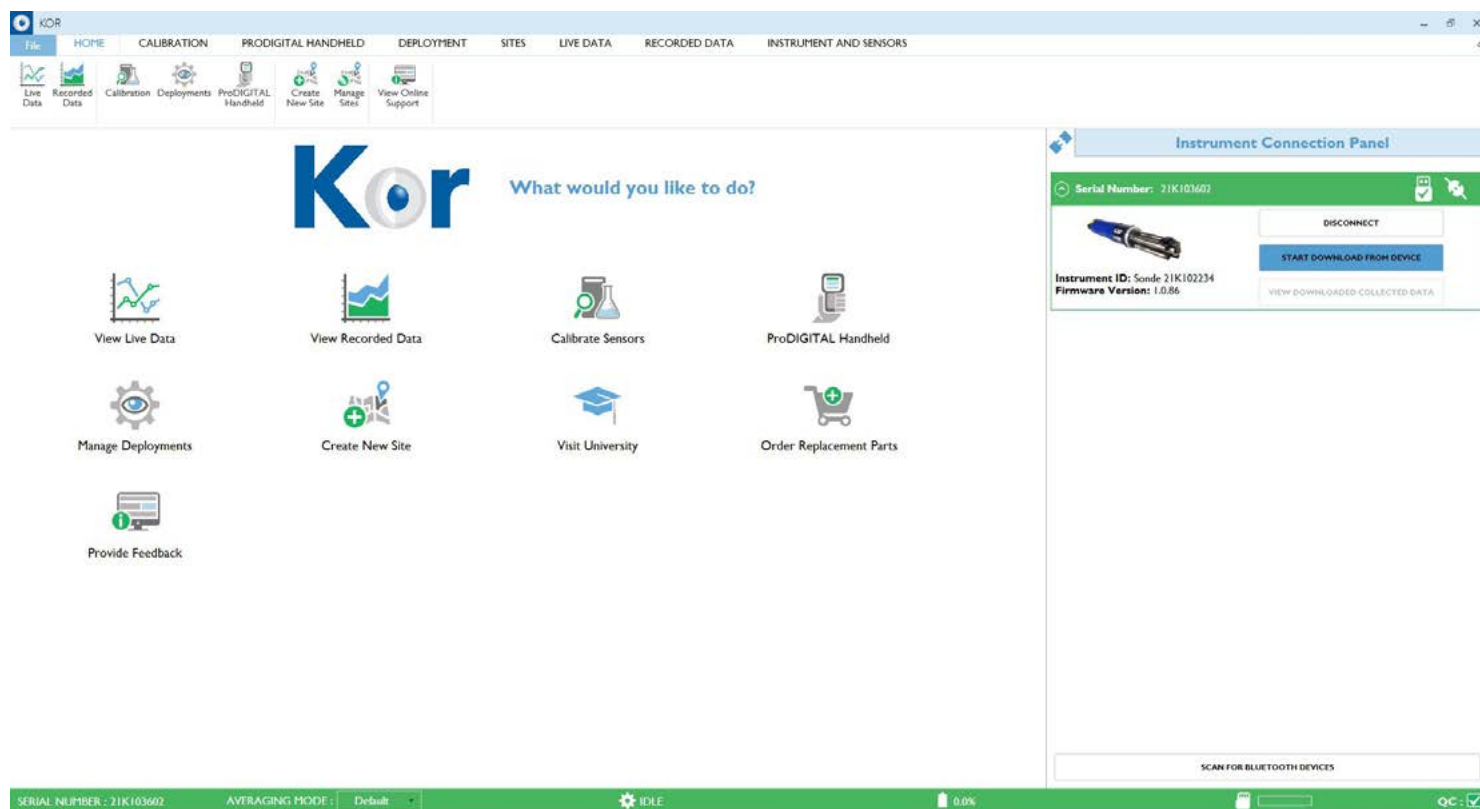 KOR
File HOME CALIBRATION PRODIGITAL HANDHELD DEPLOYMENT SITES LIVE DATA RECORDED DATA INSTRUMENT AND SENSORS
Live Data
Recorded Data
Calibration
Deployments
ProDIGITAL Handheld
Create New Site
Manage Sites
View Online Support
Kor
What would you like to do?
View Live Data
View Recorded Data
Calibrate Sensors
ProDIGITAL Handheld
Manage Deployments
Create New Site
Visit University
Order Replacement Parts
Provide Feedback
Instrument Connection Panel
Serial Number: 21K103602
DISCONNECT
START DOWNLOAD FROM DEVICE
VIEW DOWNLOADED COLLECTED DATA
Instrument ID: Sonde 21K102234
Firmware Version: 1.0.86
SCAN FOR BLUETOOTH DEVICES
SERIAL NUMBER : 21K103602 AVERAGING MODE : Default IDLE 0.0% QC :